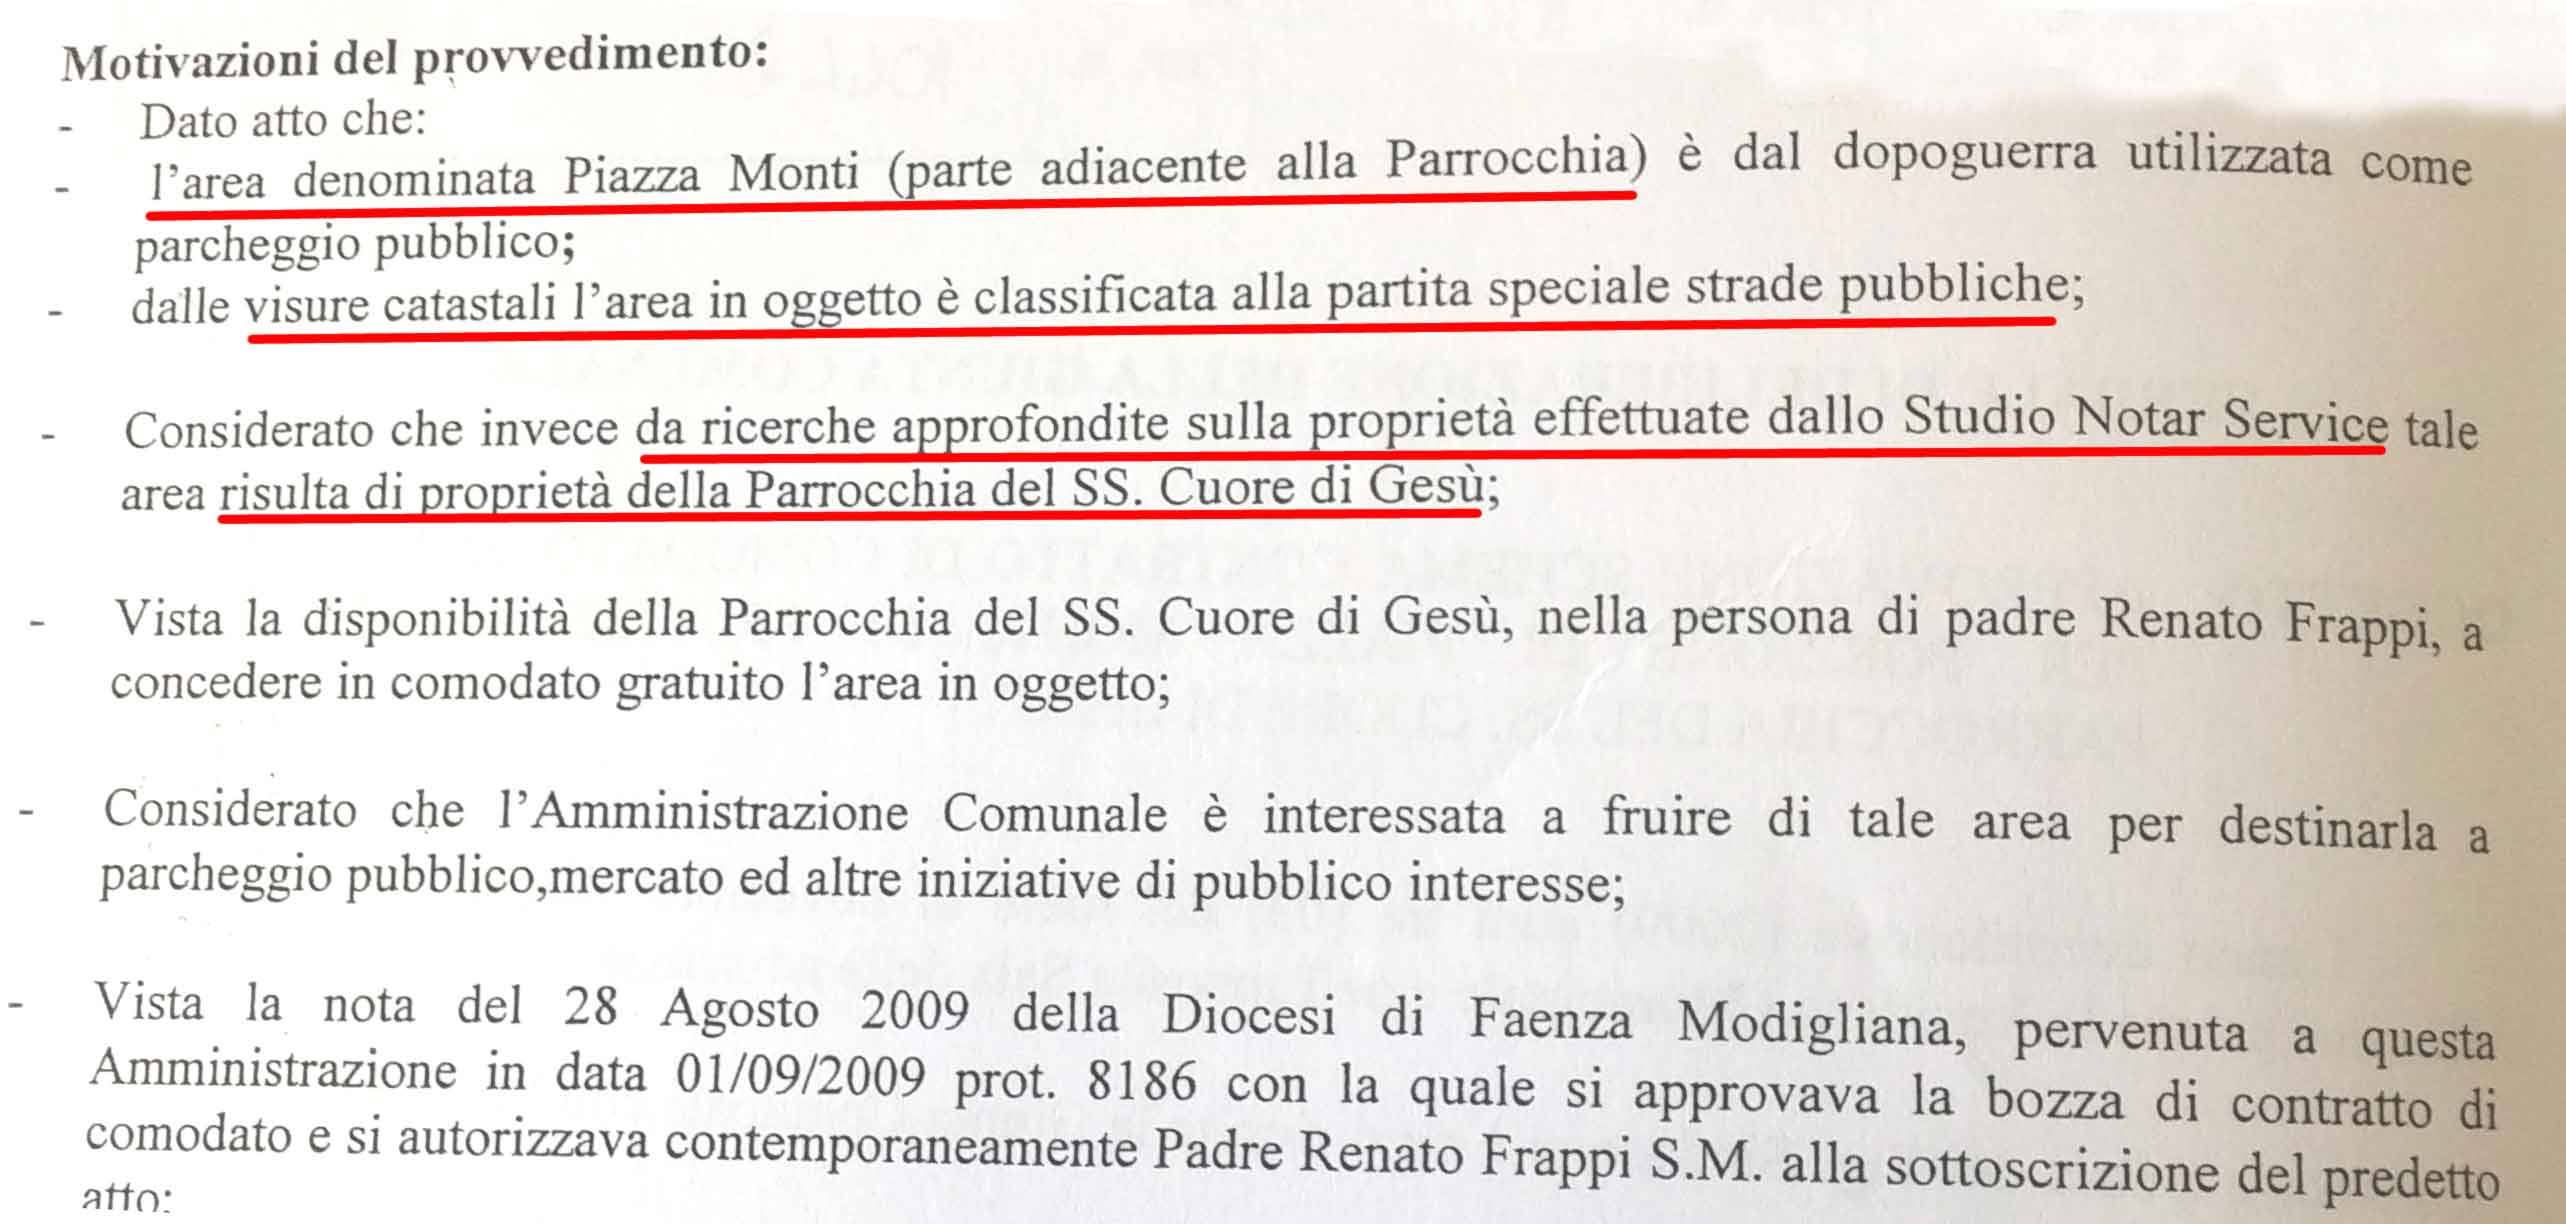 Motivazioni del provvedimento:
- Dato atto che:
- l'area denominata Piazza Monti (parte adiacente alla Parrocchia) è dal dopoguerra utilizzata come
parcheggio pubblico;
- dalle visure catastali l'area in oggetto è classificata alla partita speciale strade pubbliche;
- Considerato che invece da ricerche approfondite sulla proprietà effettuate dallo Studio Notar Service tale
area risulta di proprietà della Parrocchia del SS. Cuore di Gesù;
- Vista la disponibilità della Parrocchia del SS. Cuore di Gesù, nella persona di padre Renato Frappi, a
concedere in comodato gratuito l'area in oggetto;
- Considerato che l'Amministrazione Comunale è interessata a fruire di tale area per destinarla a
parcheggio pubblico,mercato ed altre iniziative di pubblico interesse;
- Vista la nota del 28 Agosto 2009 della Diocesi di Faenza Modigliana, pervenuta a questa
Amministrazione in data 01/09/2009 prot. 8186 con la quale si approvava la bozza di contratto di
comodato e si autorizzava contemporaneamente Padre Renato Frappi S.M. alla sottoscrizione del predetto
atto: